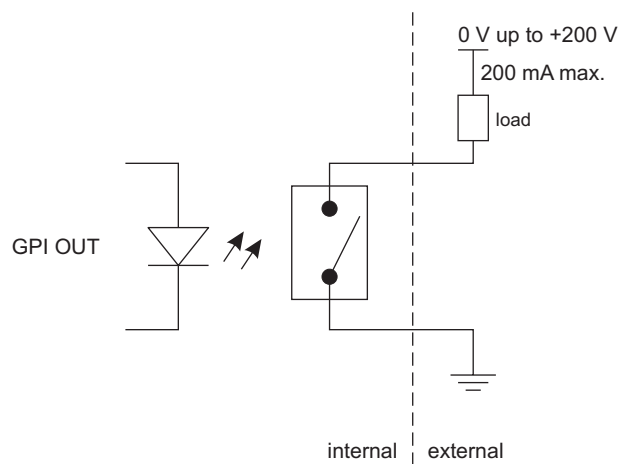 0 V up to +200 V
200 mA max.
load
GPI OUT
internal
external